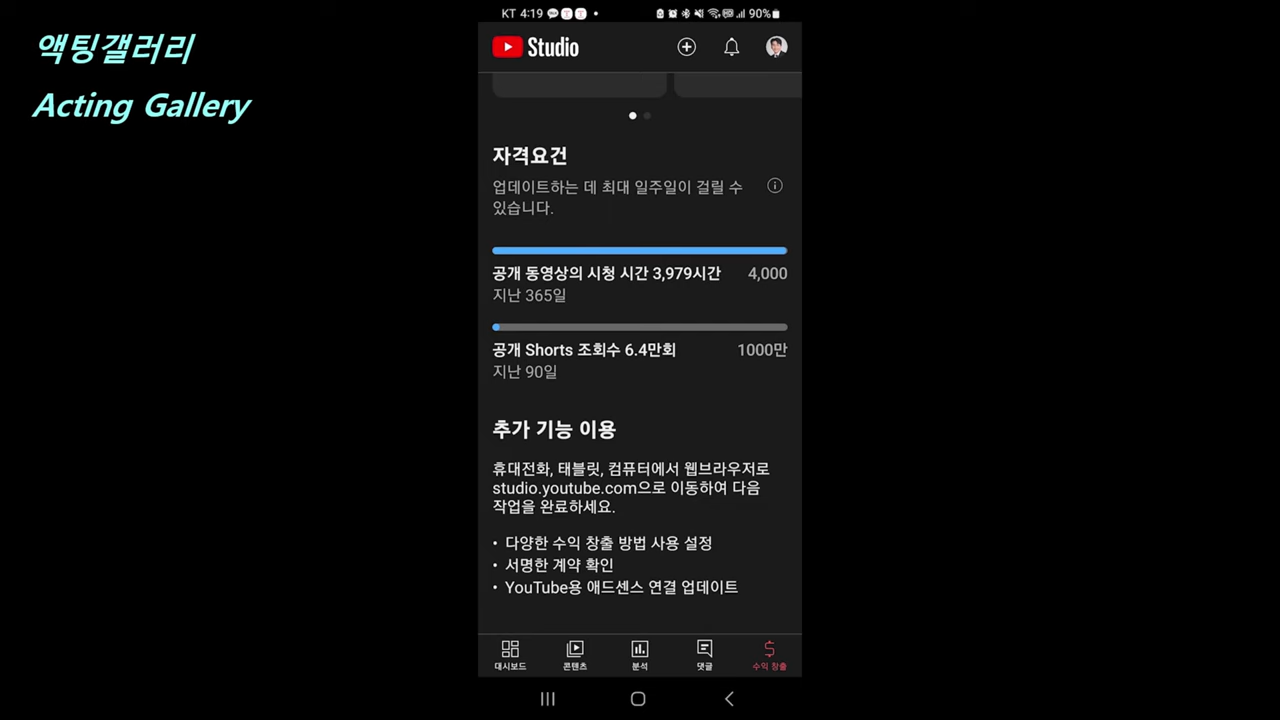 액팅갤러리
Acting Gallery
KT 4:19
90%
Studio
자격요건
업데이트하는 데 최대 일주일이 걸릴 수
있습니다.
공개 동영상의 시청 시간 3,979시간 4,000
지난 365일
공개 Shorts 조회수 6.4만회 1000만
지난 90일
추가 기능 이용
휴대전화, 태블릿, 컴퓨터에서 웹브라우저로
studio.youtube.com으로 이동하여 다음
작업을 완료하세요.
• 다양한 수익 창출 방법 사용 설정
• 서명한 계약 확인
• YouTube용 애드센스 연결 업데이트
대시보드 콘텐츠 분석 댓글 수익 창출